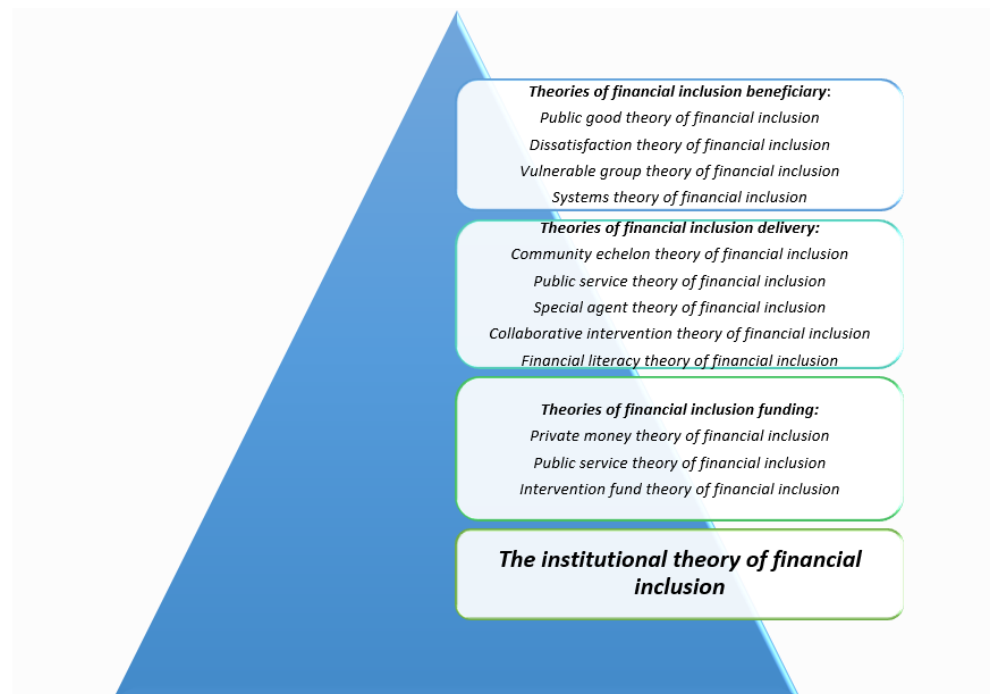 Theories of financial inclusion beneficiary:
Public good theory of financial inclusion
Dissatisfaction theory of financial inclusion
Vulnerable group theory of financial inclusion
Systems theory of financial inclusion
Theories of financial inclusion delivery:
Community echelon theory of financial inclusion
Public service theory of financial inclusion
Special agent theory of financial inclusion
Collaborative intervention theory of financial inclusion
Financial literacy theory of financial inclusion
Theories of financial inclusion funding:
Private money theory of financial inclusion
Public service theory of financial inclusion
Intervention fund theory of financial inclusion
The institutional theory of financial
inclusion